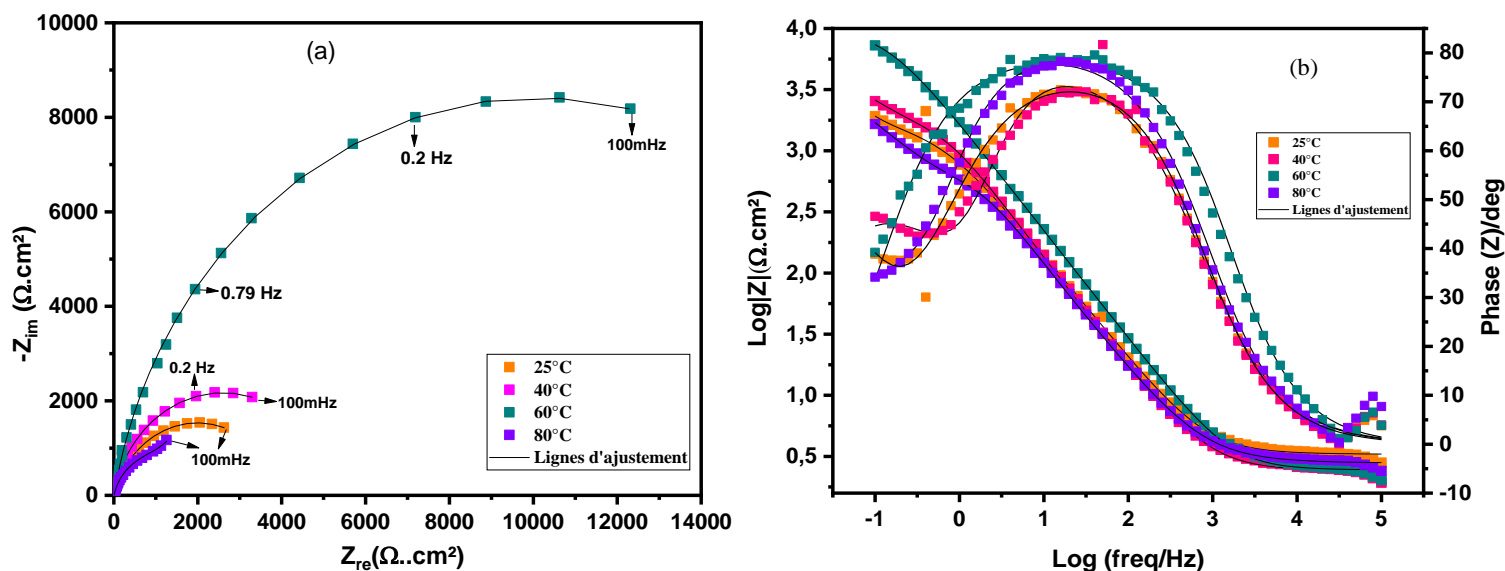 (a)
10000
8000
6000
4000
2000
0
-Z_im (Ω.cm²)
0 2000 4000 6000 8000 10000 12000 14000
Z_re(Ω..cm²)
0.2 Hz
100mHz
0.79 Hz
0.2 Hz
100mHz
100mHz
25°C
40°C
60°C
80°C
Lignes d'ajustement
(b)
4,0
3,5
3,0
2,5
2,0
1,5
1,0
0,5
Log|Z|(Ω.cm²)
-1 0 1 2 3 4 5
Log (freq/Hz)
80
70
60
50
40
30
20
10
0
-10
Phase (Z)/deg
25°C
40°C
60°C
80°C
Lignes d'ajustement